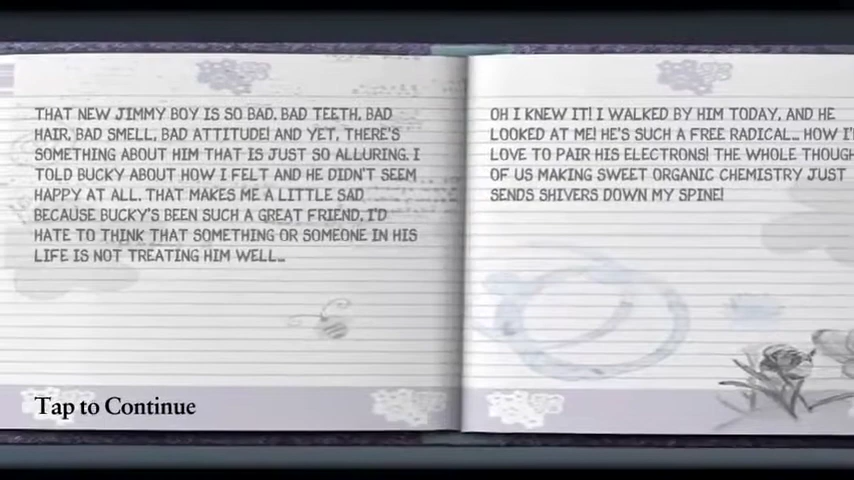 THAT NEW JIMMY BOY IS SO BAD. BAD TEETH, BAD
HAIR, BAD SMELL, BAD ATTITUDE! AND YET, THERE'S
SOMETHING ABOUT HIM THAT IS JUST SO ALLURING. I
TOLD BUCKY ABOUT HOW I FELT AND HE DIDN'T SEEM
HAPPY AT ALL. THAT MAKES ME A LITTLE SAD
BECAUSE BUCKY'S BEEN SUCH A GREAT FRIEND. I'D
HATE TO THINK THAT SOMETHING OR SOMEONE IN HIS
LIFE IS NOT TREATING HIM WELL...
OH I KNEW IT! I WALKED BY HIM TODAY, AND HE
LOOKED AT ME! HE'S SUCH A FREE RADICAL... HOW I'
LOVE TO PAIR HIS ELECTRONS! THE WHOLE THOUGH
OF US MAKING SWEET ORGANIC CHEMISTRY JUST
SENDS SHIVERS DOWN MY SPINE!
Tap to Continue